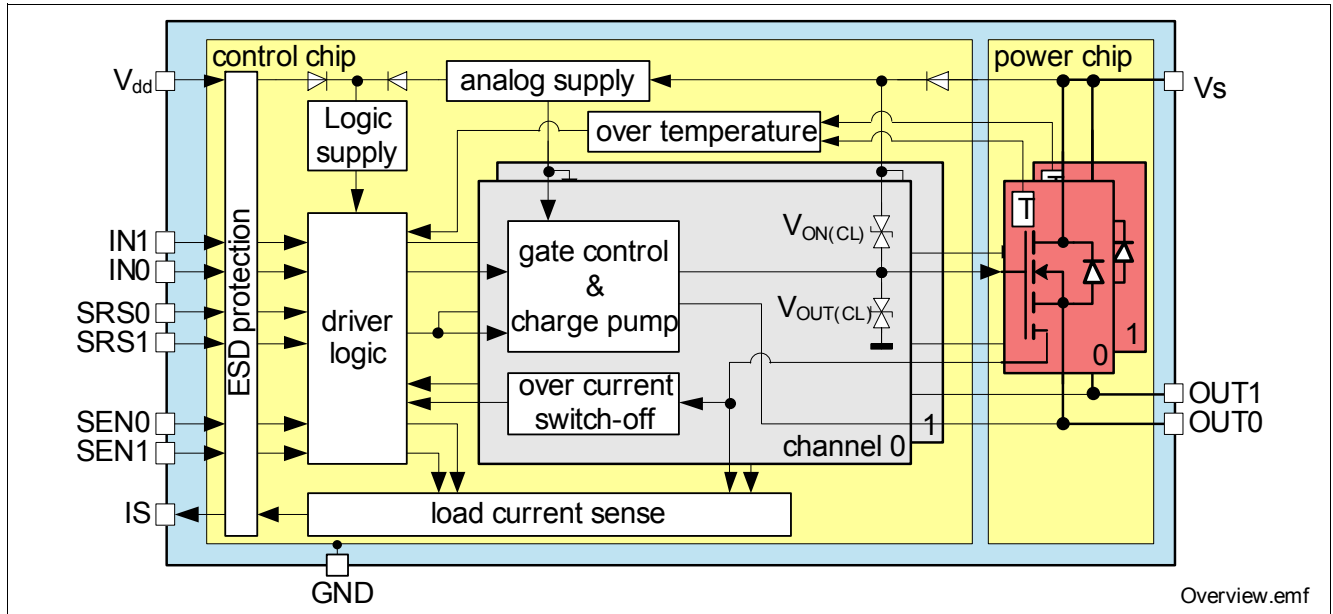 control chip
power chip
Vdd
analog supply
Vs
Logic
supply
over temperature
T
T
IN1
IN0
SRS0
SRS1
SEN0
SEN1
IS
ESD protection
driver
logic
gate control
&
charge pump
VON(CL)
VOUT(CL)
over current
switch-off
1
channel 0
0
1
OUT1
OUT0
load current sense
GND
Overview.emf